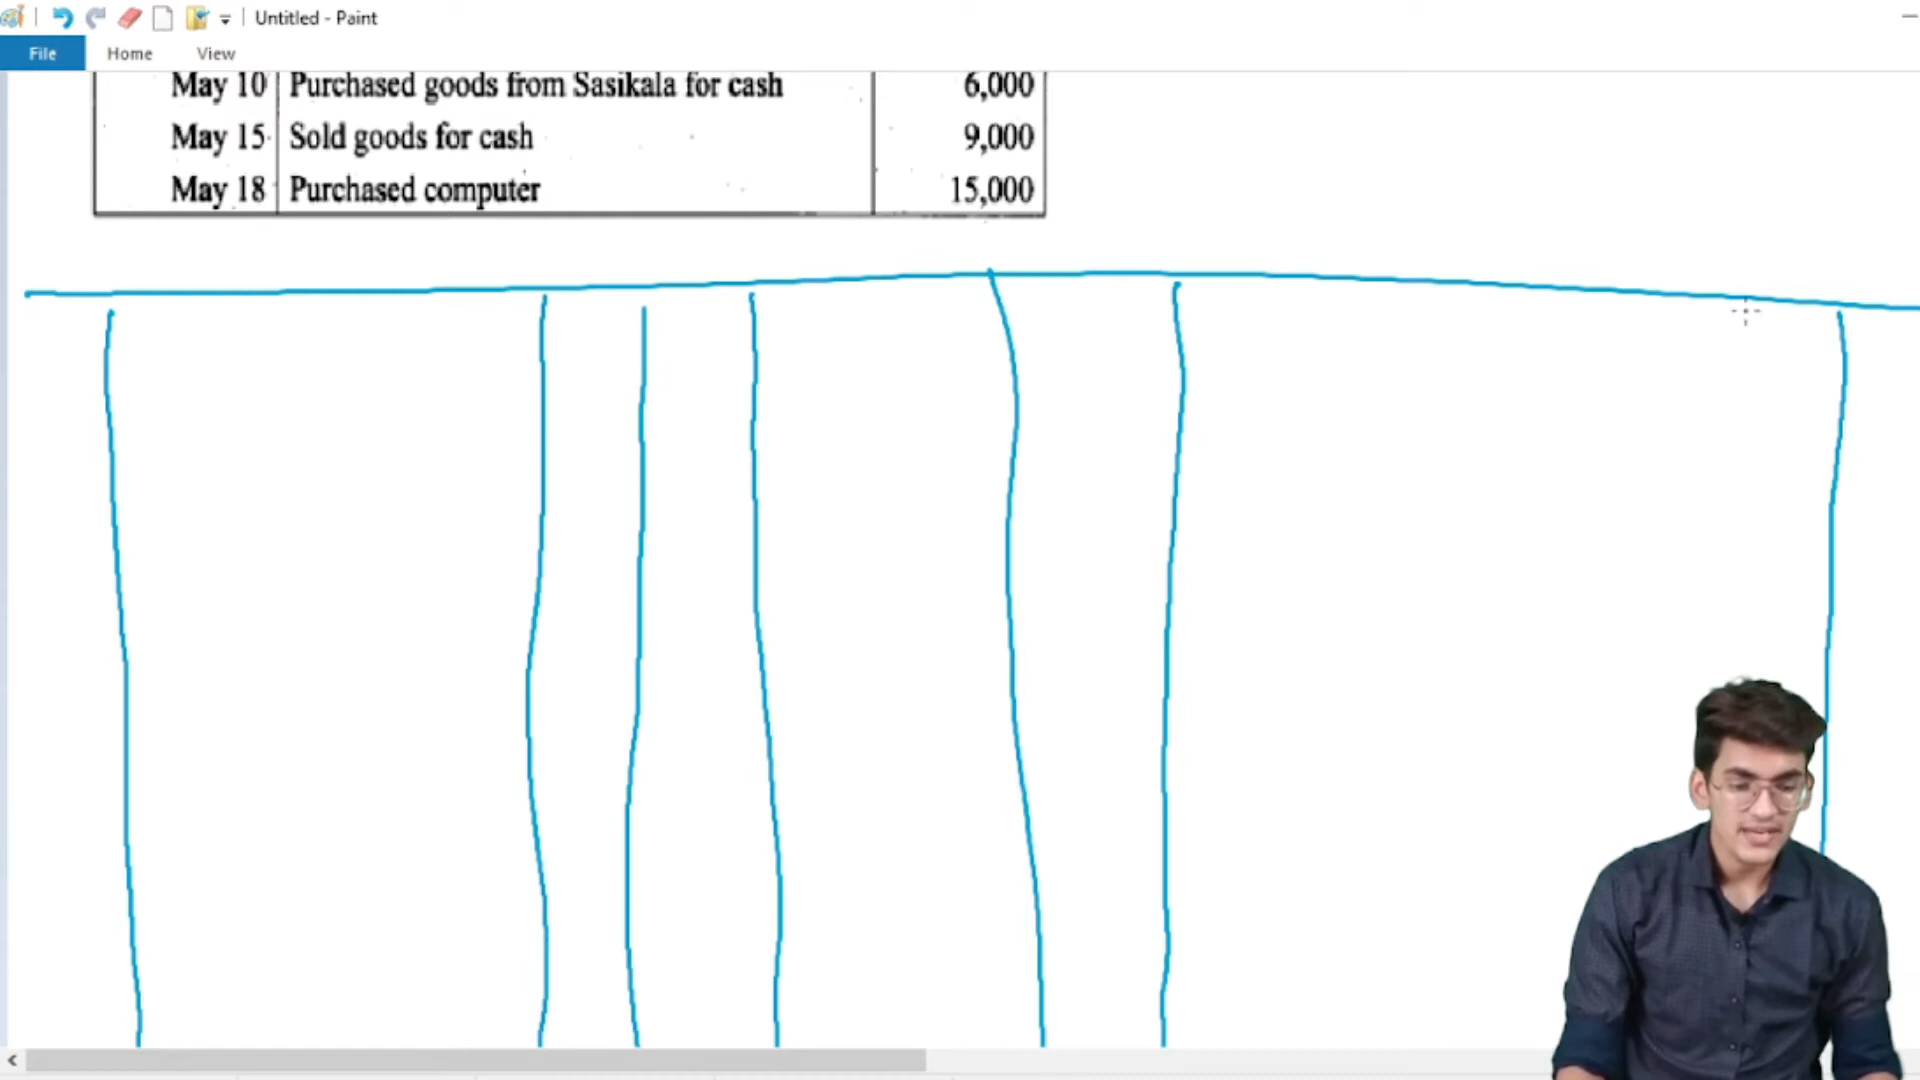 Untitled - Paint
File Home View
May 10 Purchased goods from Sasikala for cash 6,000
May 15 Sold goods for cash 9,000
May 18 Purchased computer 15,000